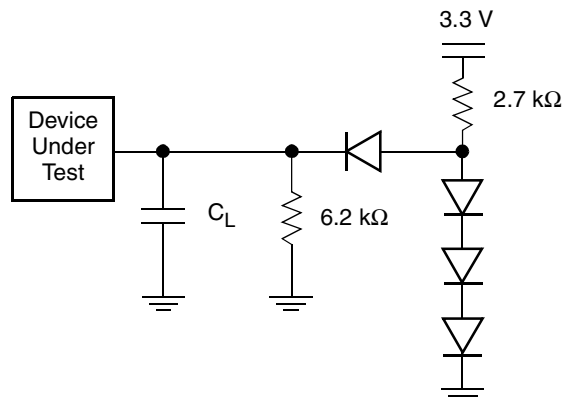 3.3 V
2.7 kΩ
Device
Under
Test
C_L
6.2 kΩ